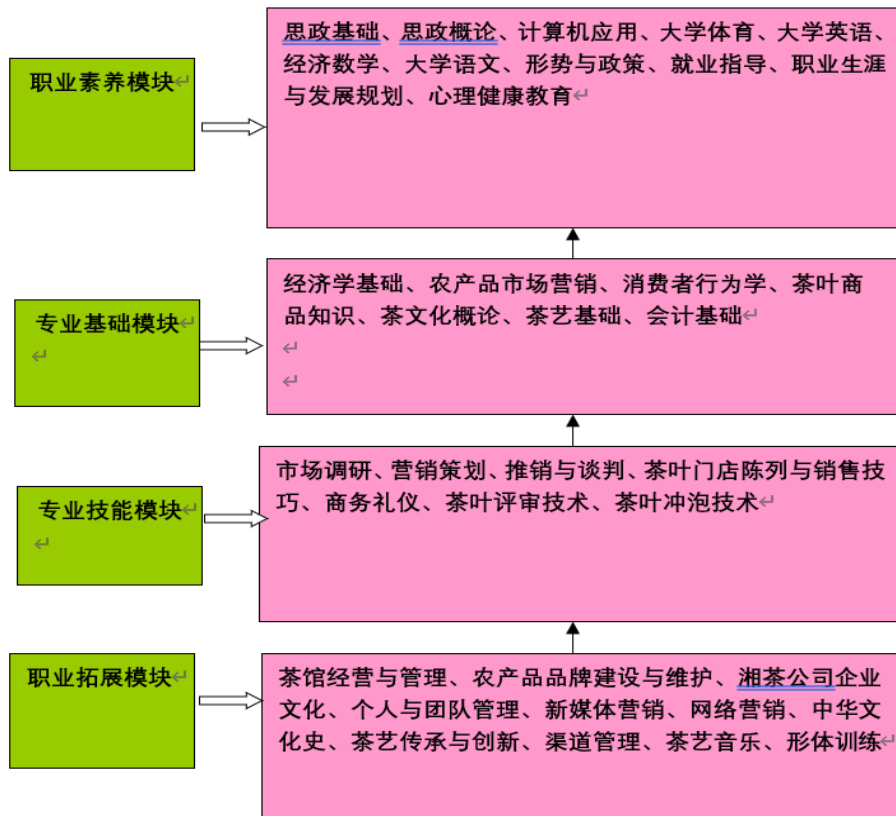 职业素养模块
思政基础、思政概论、计算机应用、大学体育、大学英语、
经济数学、大学语文、形势与政策、就业指导、职业生涯
与发展规划、心理健康教育
专业基础模块
经济学基础、农产品市场营销、消费者行为学、茶叶商
品知识、茶文化概论、茶艺基础、会计基础
专业技能模块
市场调研、营销策划、推销与谈判、茶叶门店陈列与销售技
巧、商务礼仪、茶叶评审技术、茶叶冲泡技术
职业拓展模块
茶馆经营与管理、农产品品牌建设与维护、湘茶公司企业
文化、个人与团队管理、新媒体营销、网络营销、中华文
化史、茶艺传承与创新、渠道管理、茶艺音乐、形体训练